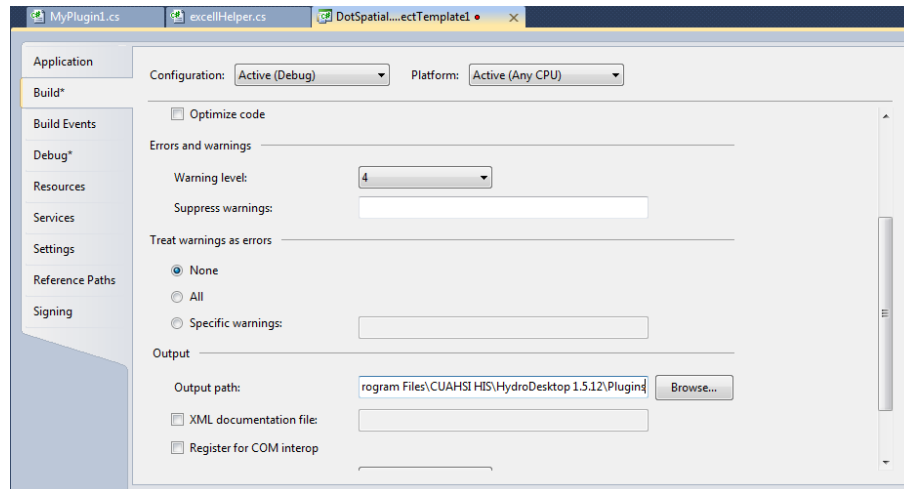 MyPlugin1.cs excellHelper.cs DotSpatial....ectTemplate1
Application
Build*
Build Events
Debug*
Resources
Services
Settings
Reference Paths
Signing
Configuration: Active (Debug) Platform: Active (Any CPU)
Optimize code
Errors and warnings
Warning level: 4
Suppress warnings:
Treat warnings as errors
None
All
Specific warnings:
Output
Output path: rogram Files\CUAHSI HIS\HydroDesktop 1.5.12\Plugins Browse...
XML documentation file:
Register for COM interop